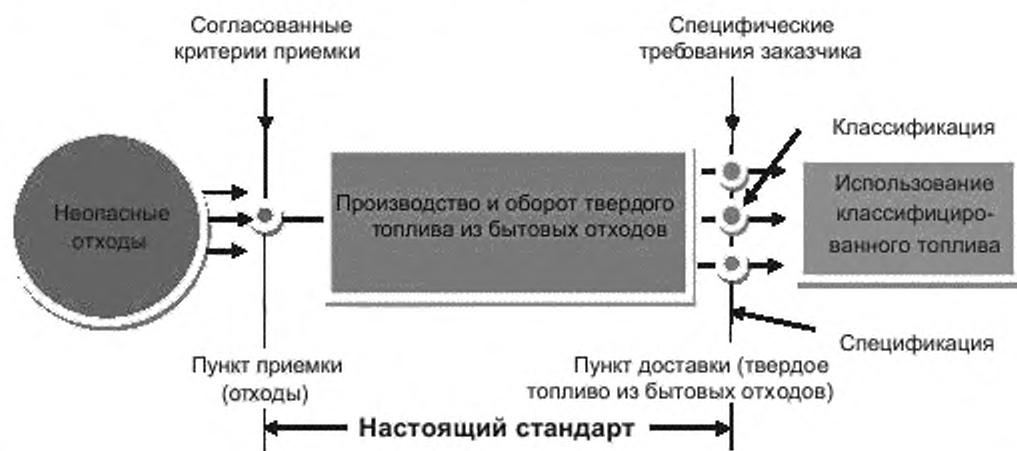 Согласованные
критерии приемки
Специфические
требования заказчика
Классификация
Неопасные
отходы
Производство и оборот твердого
топлива из бытовых отходов
Использование
классифициро-
ванного топлива
Спецификация
Пункт приемки
(отходы)
Пункт доставки (твердое
топливо из бытовых отходов)
Настоящий стандарт